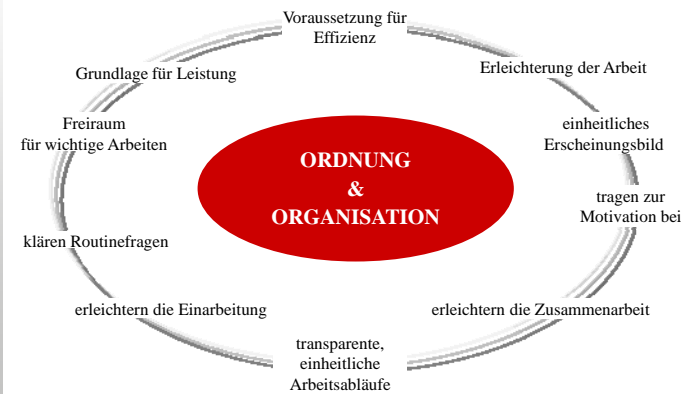 Voraussetzung für
Effizienz
Erleichterung der Arbeit
einheitliches
Erscheinungsbild
tragen zur
Motivation bei
erleichtern die Zusammenarbeit
transparente,
einheitliche
Arbeitsabläufe
erleichtern die Einarbeitung
klären Routinefragen
Freiraum
für wichtige Arbeiten
Grundlage für Leistung
ORDNUNG
&
ORGANISATION